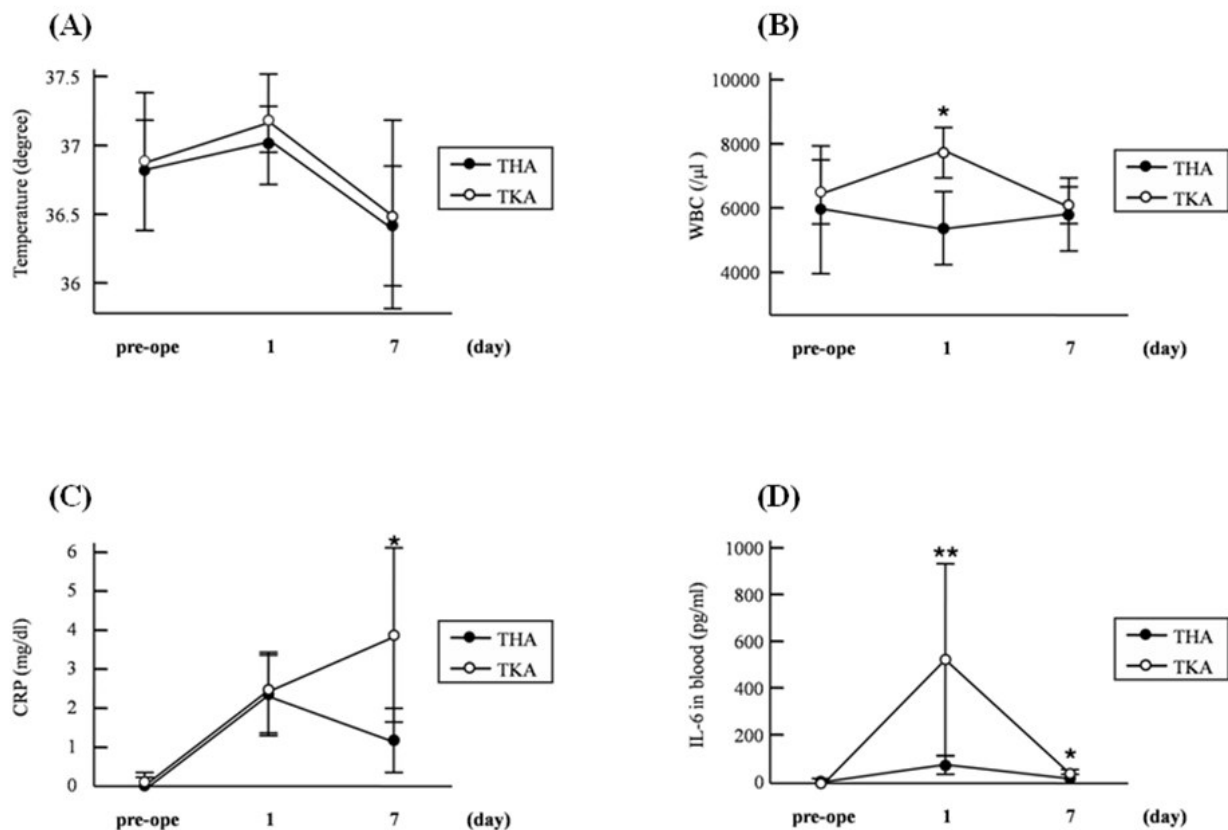 (A)
37.5
37
36.5
36
Temperature (degree)
THA
TKA
pre-ope 1 7 (day)
(B)
10000
8000
6000
4000
WBC (/µl )
*
THA
TKA
pre-ope 1 7 (day)
(C)
6
5
4
3
2
1
0
CRP (mg/dl)
*
THA
TKA
pre-ope 1 7 (day)
(D)
1000
800
600
400
200
0
IL-6 in blood (pg/ml)
**
*
THA
TKA
pre-ope 1 7 (day)